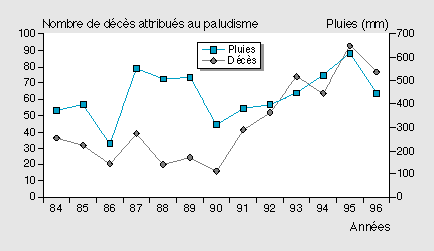 Nombre de décès attribués au paludisme Pluies (mm)
100 700
90
80 600
70 500
60 400
50
40 300
30 200
20 100
10
0 0
Pluies
Décès
84 85 86 87 88 89 90 91 92 93 94 95 96
Années